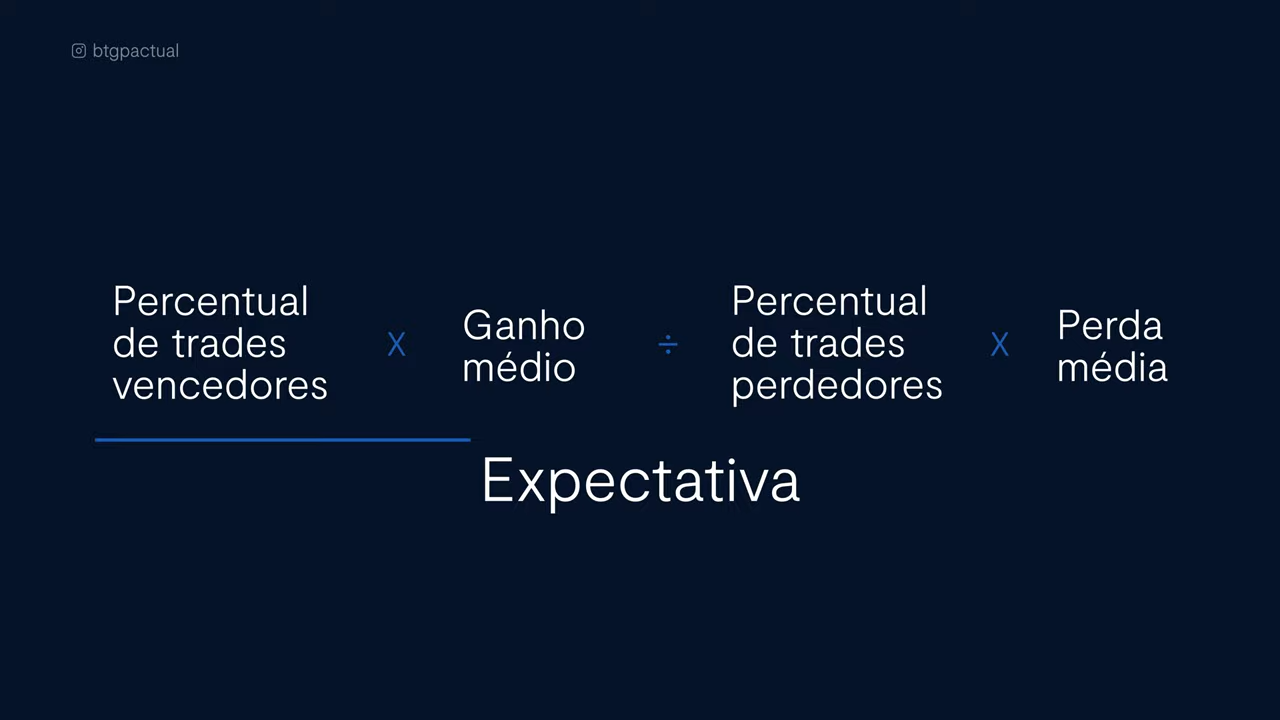 btgpactual
Percentual
de trades
vencedores
X
Ganho
médio
÷
Percentual
de trades
perdedores
X
Perda
média
Expectativa